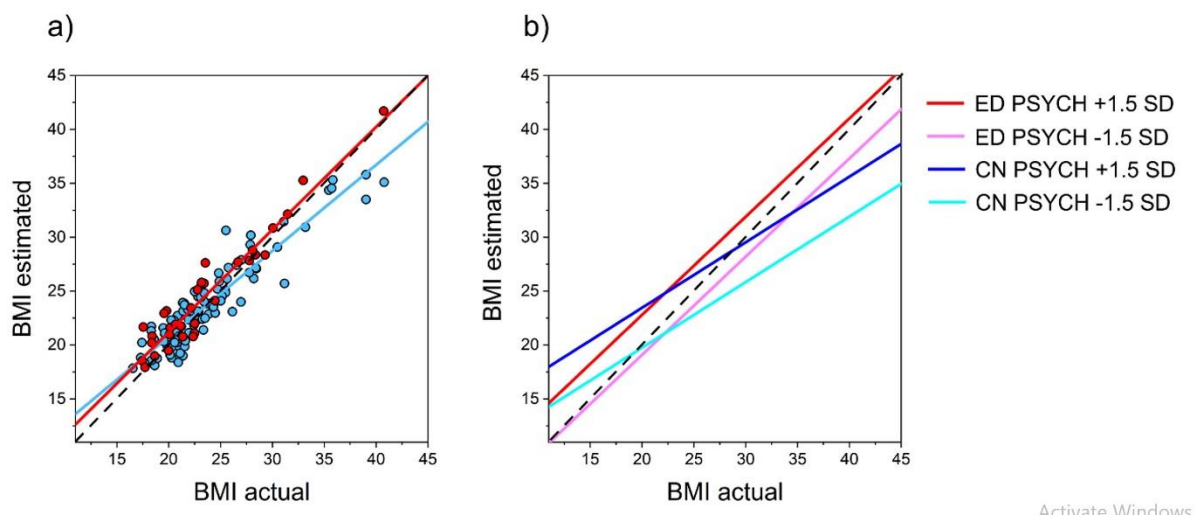 a)
b)
45
40
35
30
25
20
15
BMI estimated
15 20 25 30 35 40 45
BMI actual
45
40
35
30
25
20
15
BMI estimated
15 20 25 30 35 40 45
BMI actual
ED PSYCH +1.5 SD
ED PSYCH -1.5 SD
CN PSYCH +1.5 SD
CN PSYCH -1.5 SD
Activate Windows